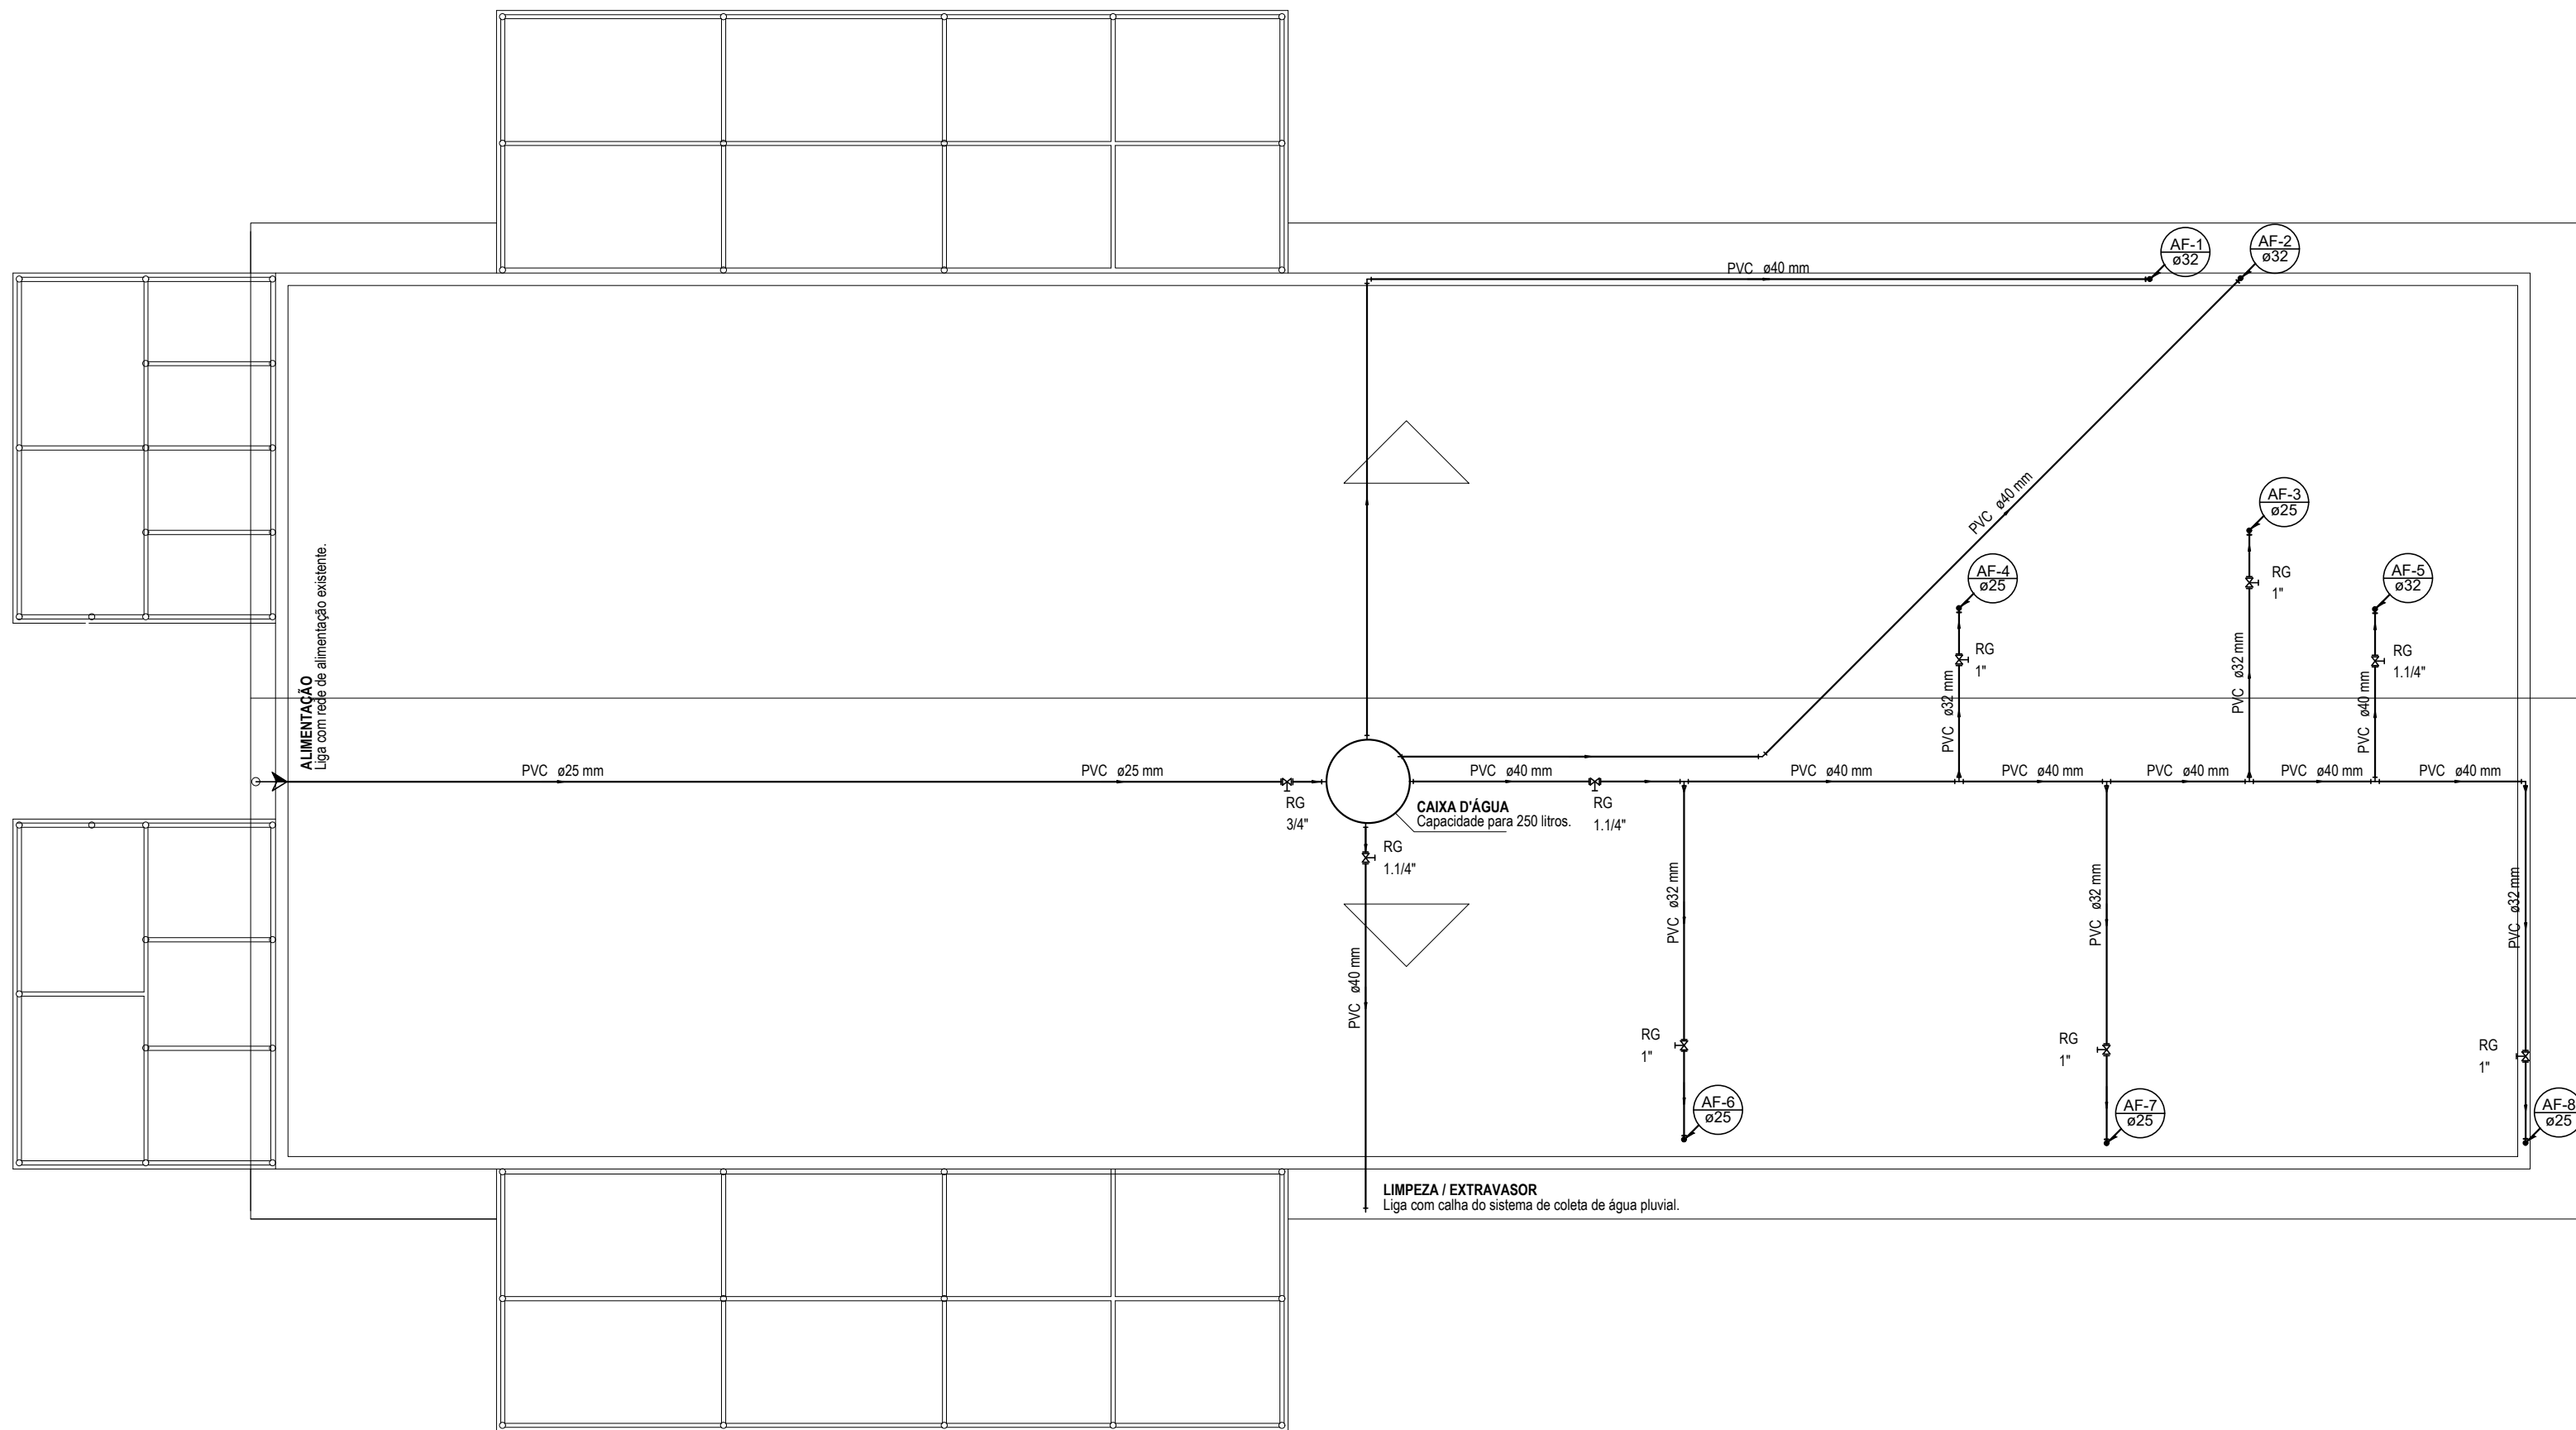 AF-1
ø32
AF-2
ø32
PVC ø40 mm
PVC ø40 mm
AF-3
ø25
RG
1"
AF-4
ø25
RG
1"
AF-5
ø32
RG
1.1/4"
PVC ø32 mm
PVC ø32 mm
PVC ø40 mm
ALIMENTAÇÃO
Liga com rede de alimentação existente.
PVC ø25 mm
PVC ø25 mm
PVC ø40 mm
PVC ø40 mm
PVC ø40 mm
PVC ø40 mm
PVC ø40 mm
PVC ø40 mm
RG
3/4"
CAIXA D'ÁGUA
Capacidade para 250 litros.
RG
1.1/4"
RG
1.1/4"
PVC ø40 mm
PVC ø32 mm
PVC ø32 mm
PVC ø32 mm
RG
1"
RG
1"
RG
1"
AF-6
ø25
AF-7
ø25
AF-8
ø25
LIMPEZA / EXTRAVASOR
Liga com calha do sistema de coleta de água pluvial.